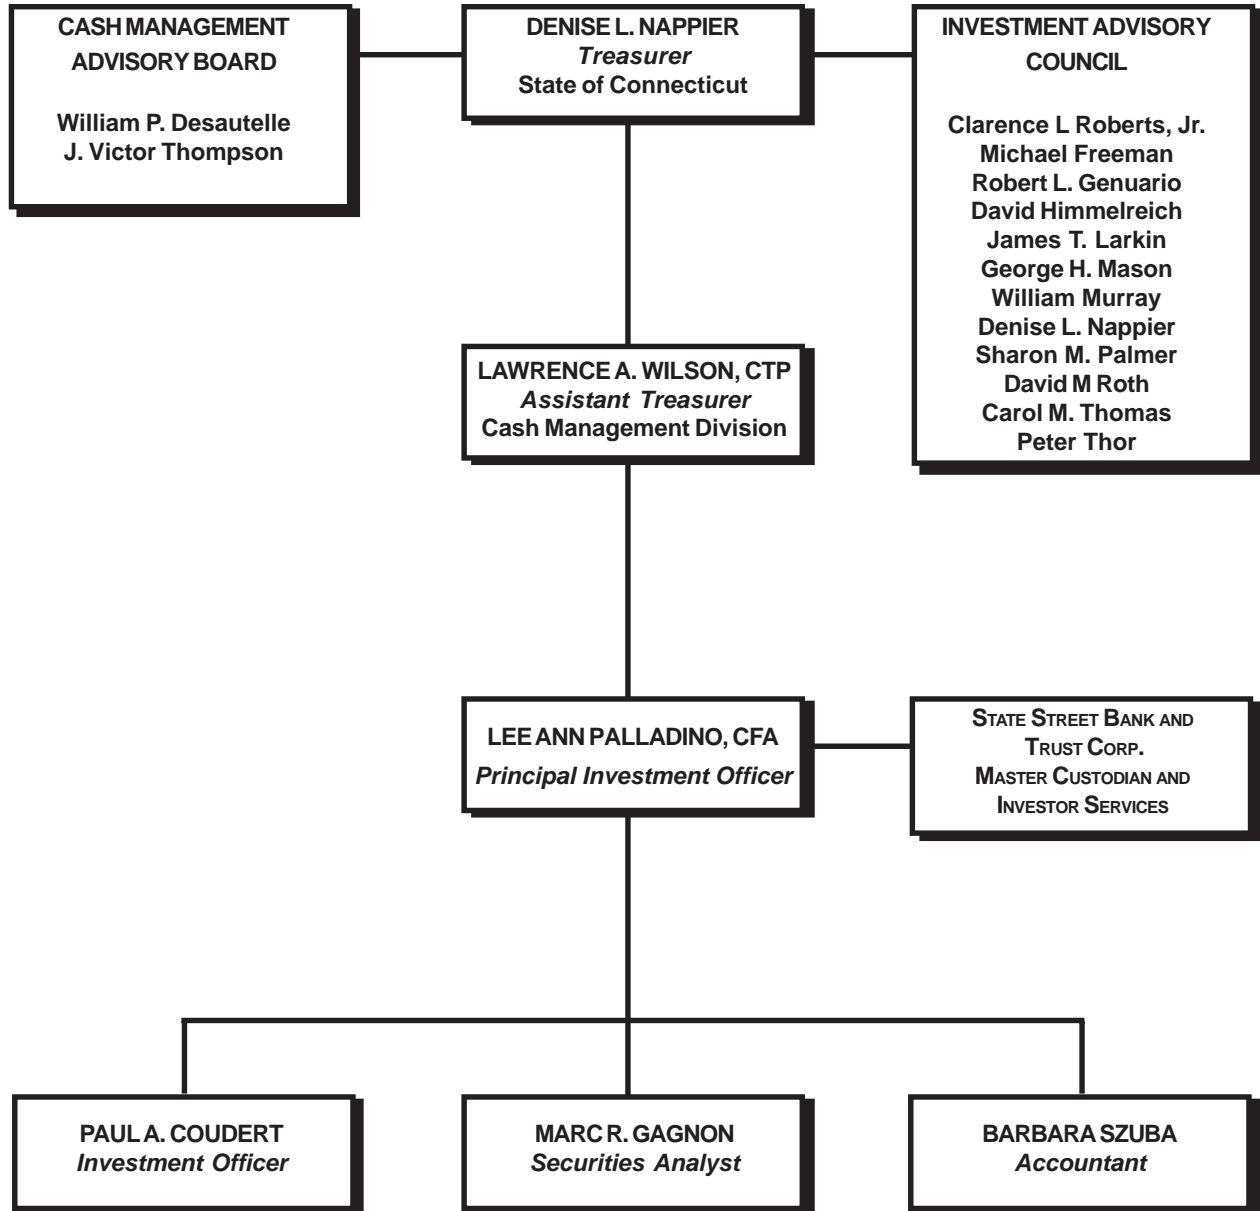 CASH MANAGEMENT
ADVISORY BOARD
William P. Desautelle
J. Victor Thompson
DENISE L. NAPPIER
Treasurer
State of Connecticut
INVESTMENT ADVISORY
COUNCIL
Clarence L Roberts, Jr.
Michael Freeman
Robert L. Genuario
David Himmelreich
James T. Larkin
George H. Mason
William Murray
Denise L. Nappier
Sharon M. Palmer
David M Roth
Carol M. Thomas
Peter Thor
LAWRENCE A. WILSON, CTP
Assistant Treasurer
Cash Management Division
LEE ANN PALLADINO, CFA
Principal Investment Officer
STATE STREET BANK AND
TRUST CORP.
MASTER CUSTODIAN AND
INVESTOR SERVICES
PAUL A. COUDERT
Investment Officer
MARC R. GAGNON
Securities Analyst
BARBARA SZUBA
Accountant